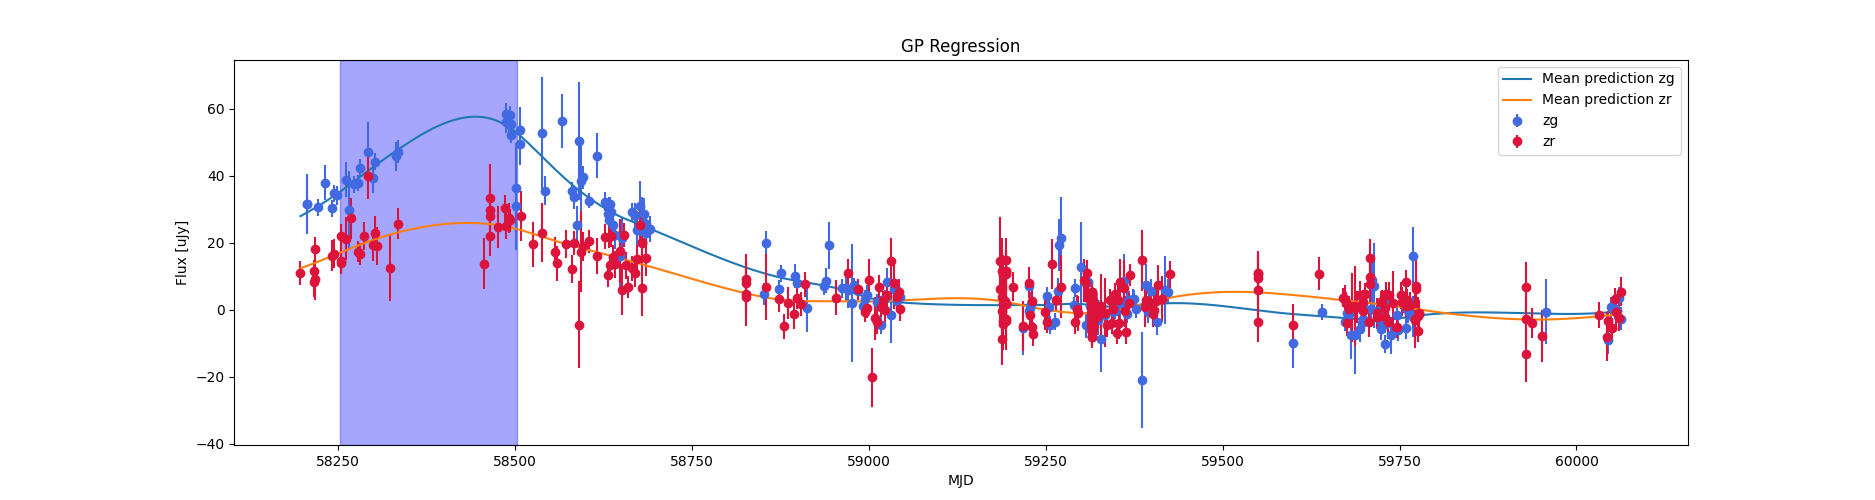 GP Regression
Flux [uJy]
60
40
20
0
−20
−40
Mean prediction zg
Mean prediction zr
zg
zr
58250 58500 58750 59000 59250 59500 59750 60000
MJD